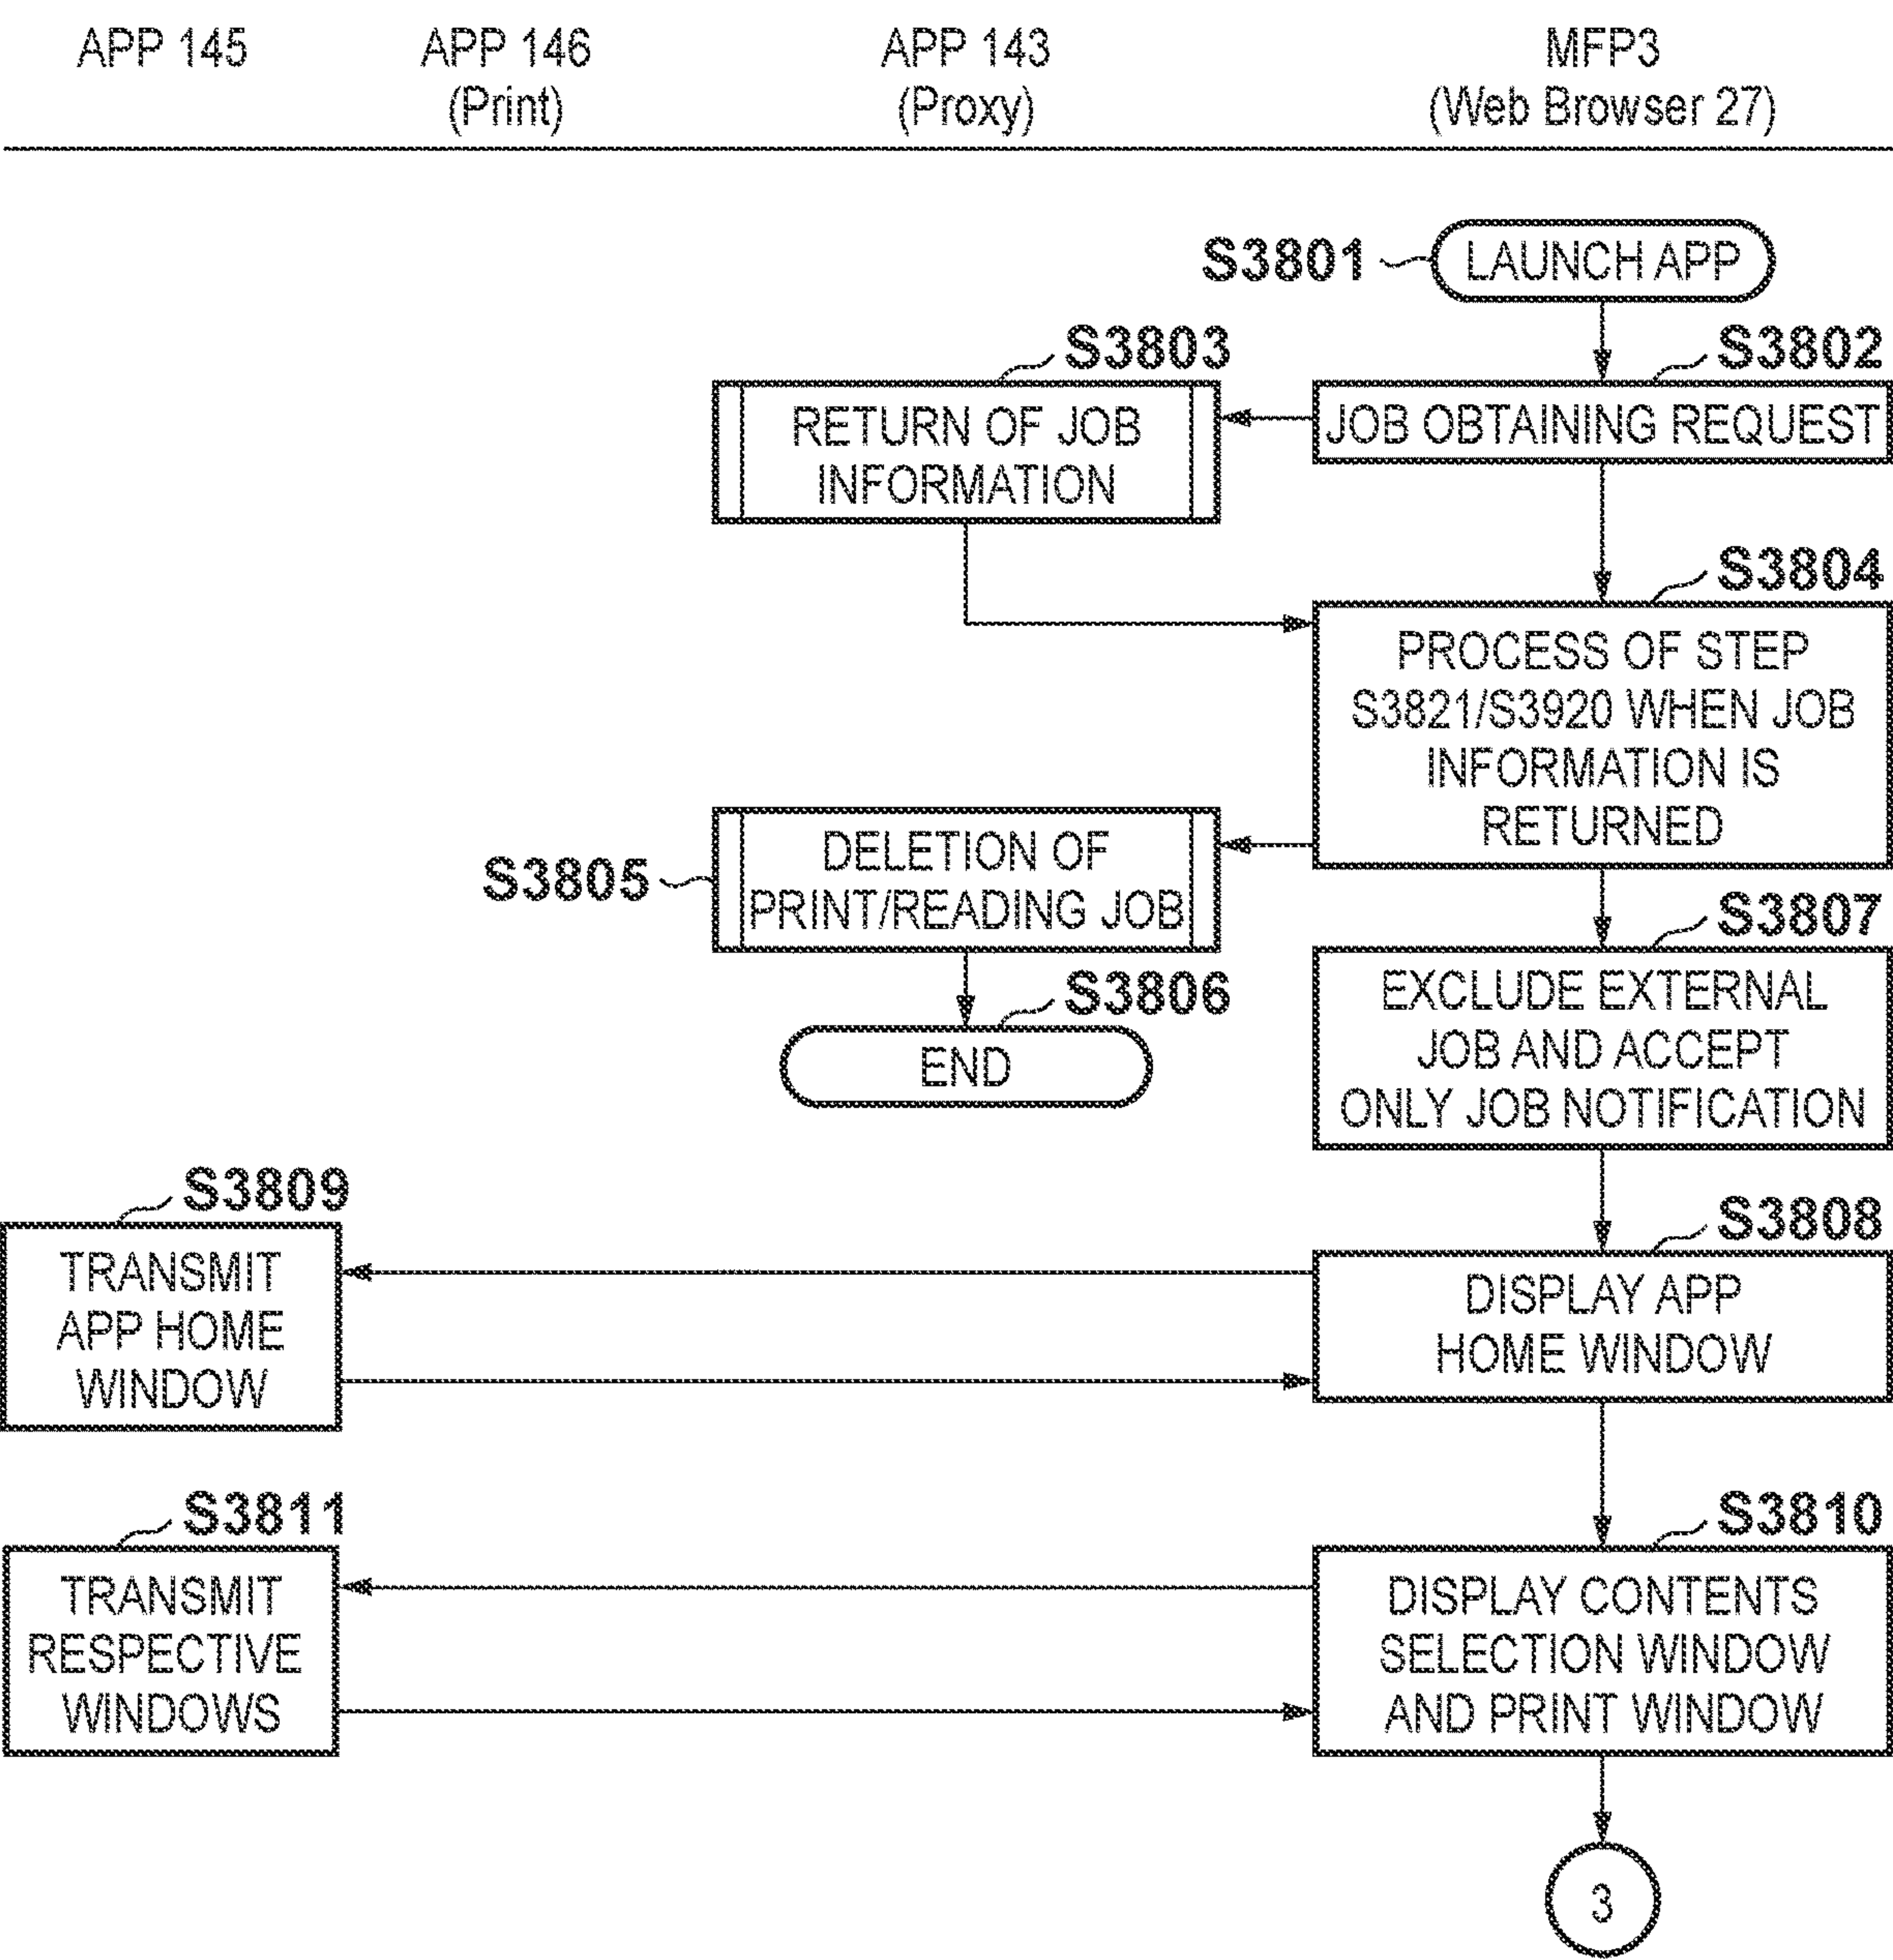 APP 145
APP 146
(Print)
APP 143
(Proxy)
MFP3
(Web Browser 27)
S3801
LAUNCH APP
S3802
JOB OBTAINING REQUEST
S3803
RETURN OF JOB
INFORMATION
S3804
PROCESS OF STEP
S3821/S3920 WHEN JOB
INFORMATION IS
RETURNED
S3805
DELETION OF
PRINT/READING JOB
S3806
END
S3807
EXCLUDE EXTERNAL
JOB AND ACCEPT
ONLY JOB NOTIFICATION
S3808
DISPLAY APP
HOME WINDOW
S3809
TRANSMIT
APP HOME
WINDOW
S3810
DISPLAY CONTENTS
SELECTION WINDOW
AND PRINT WINDOW
S3811
TRANSMIT
RESPECTIVE
WINDOWS
3